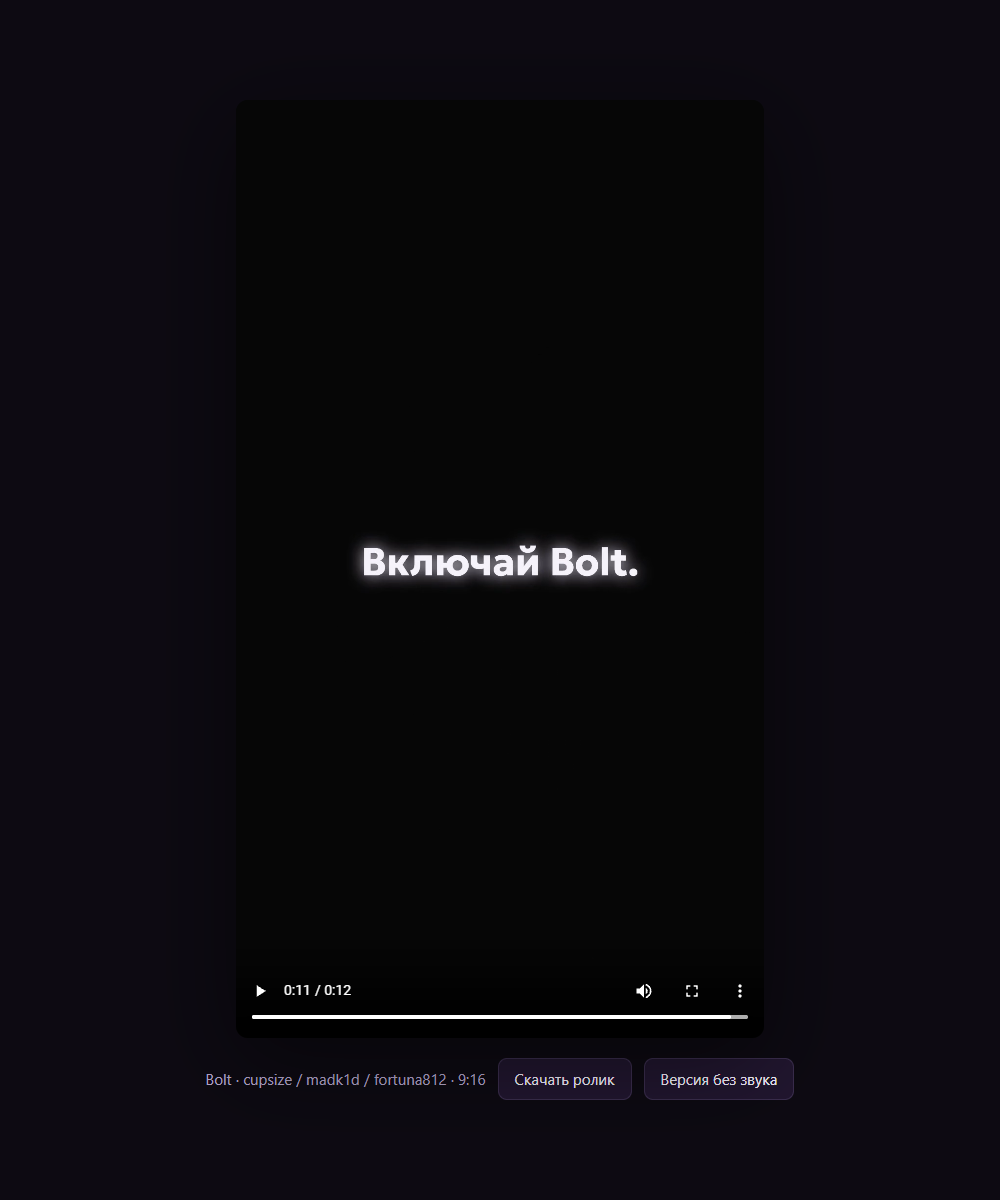 Включай Bolt.
0:11 / 0:12
Bolt · cupsize / madk1d / fortuna812 · 9:16
Скачать ролик
Версия без звука